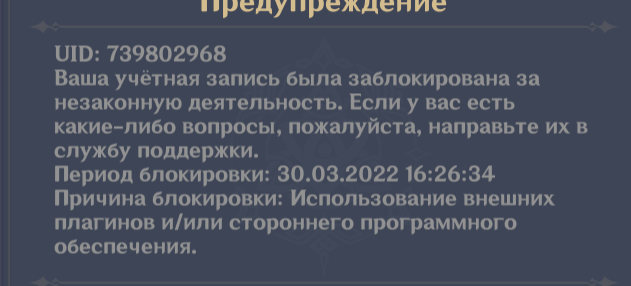 Предупреждение
UID: 739802968
Ваша учётная запись была заблокирована за
незаконную деятельность. Если у вас есть
какие-либо вопросы, пожалуйста, направьте их в
службу поддержки.
Период блокировки: 30.03.2022 16:26:34
Причина блокировки: Использование внешних
плагинов и/или стороннего программного
обеспечения.